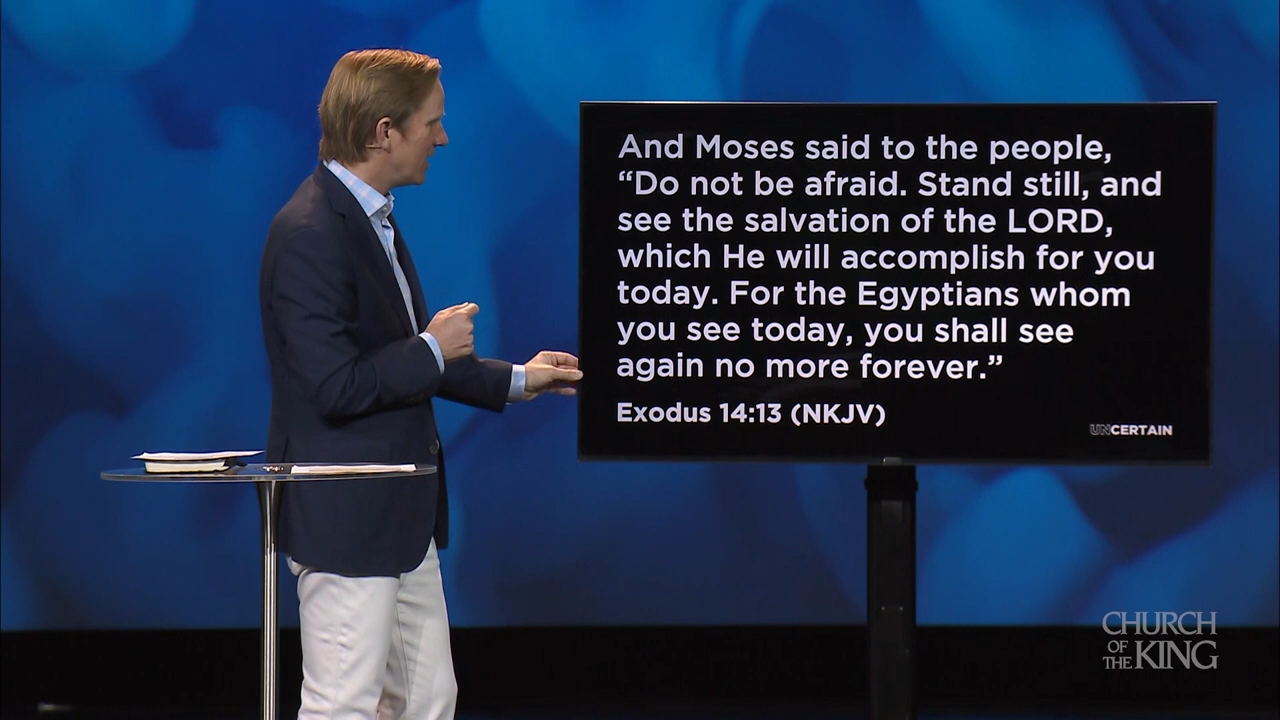 And Moses said to the people,
“Do not be afraid. Stand still, and
see the salvation of the LORD,
which He will accomplish for you
today. For the Egyptians whom
you see today, you shall see
again no more forever.”
Exodus 14:13 (NKJV)
UNCERTAIN
CHURCH
OF
THE KING